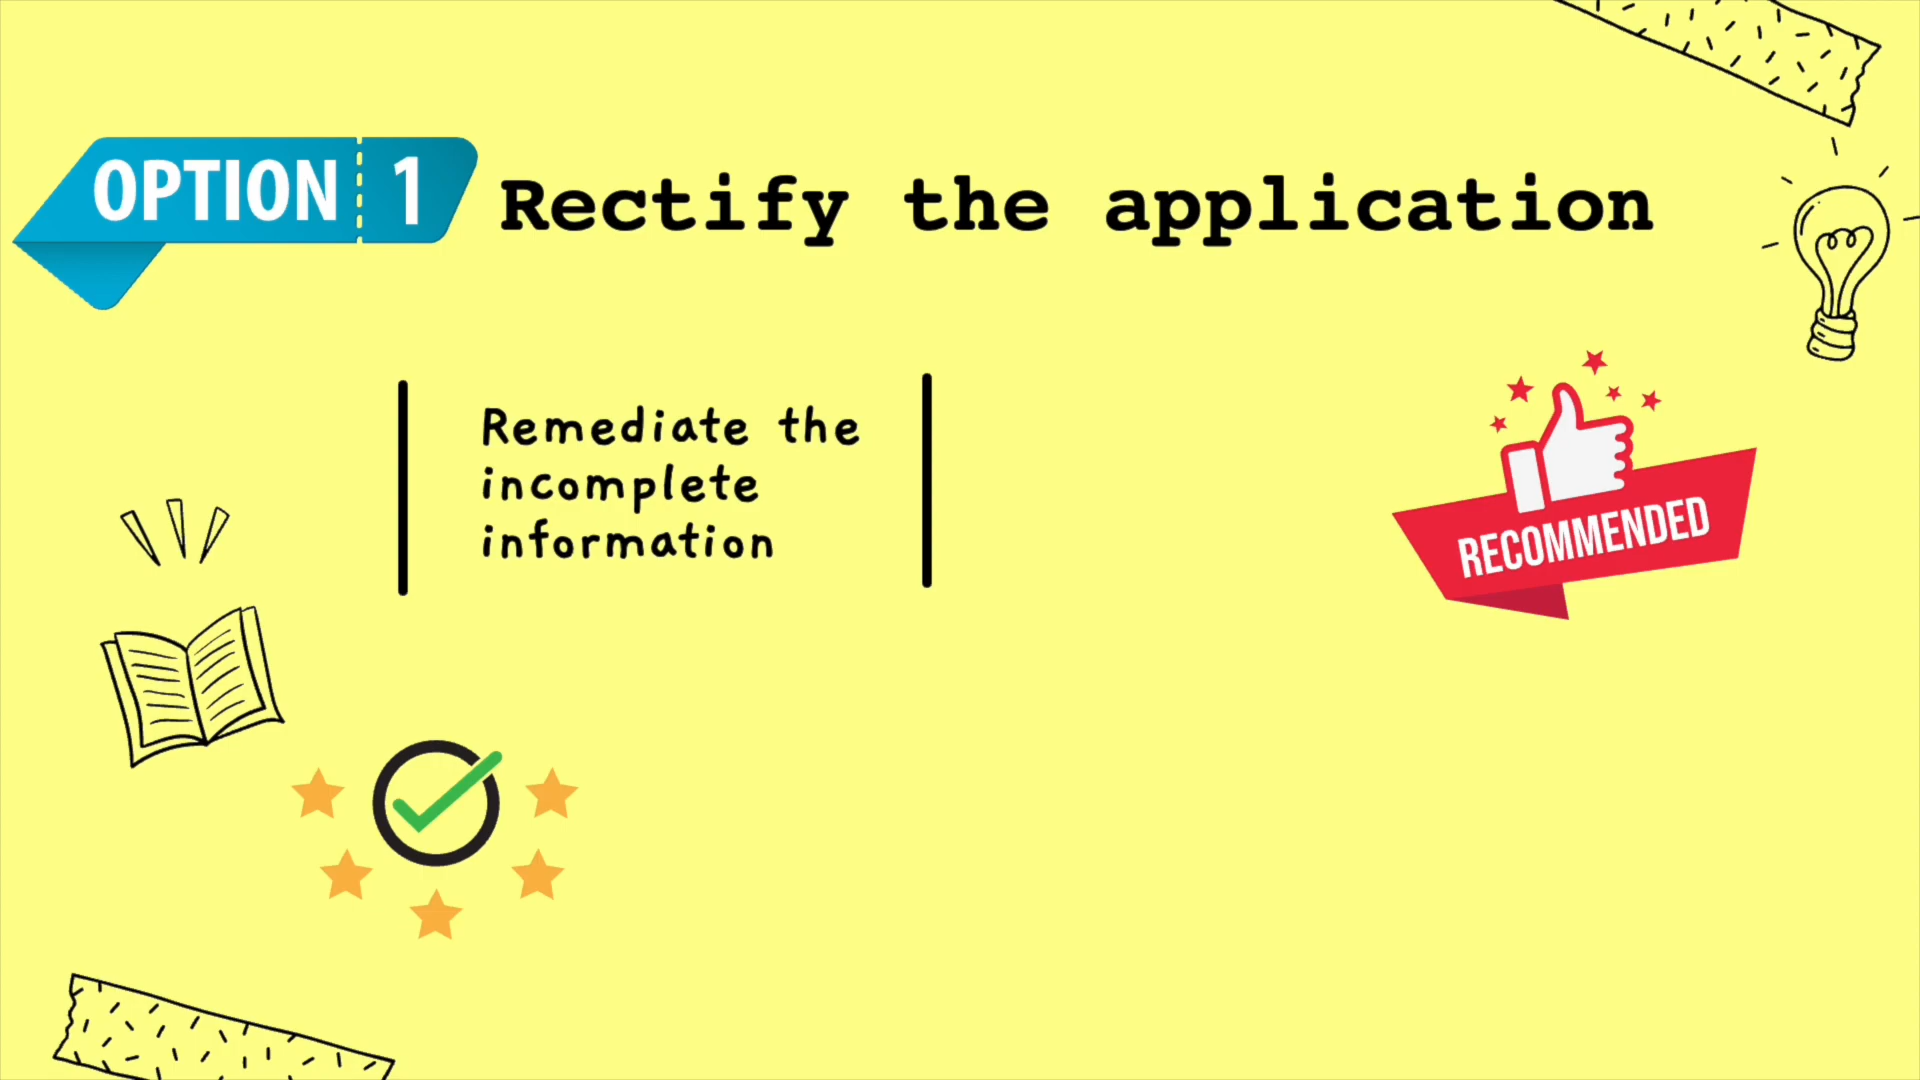 OPTION 1
Rectify the application
Remediate the
incomplete
information
RECOMMENDED